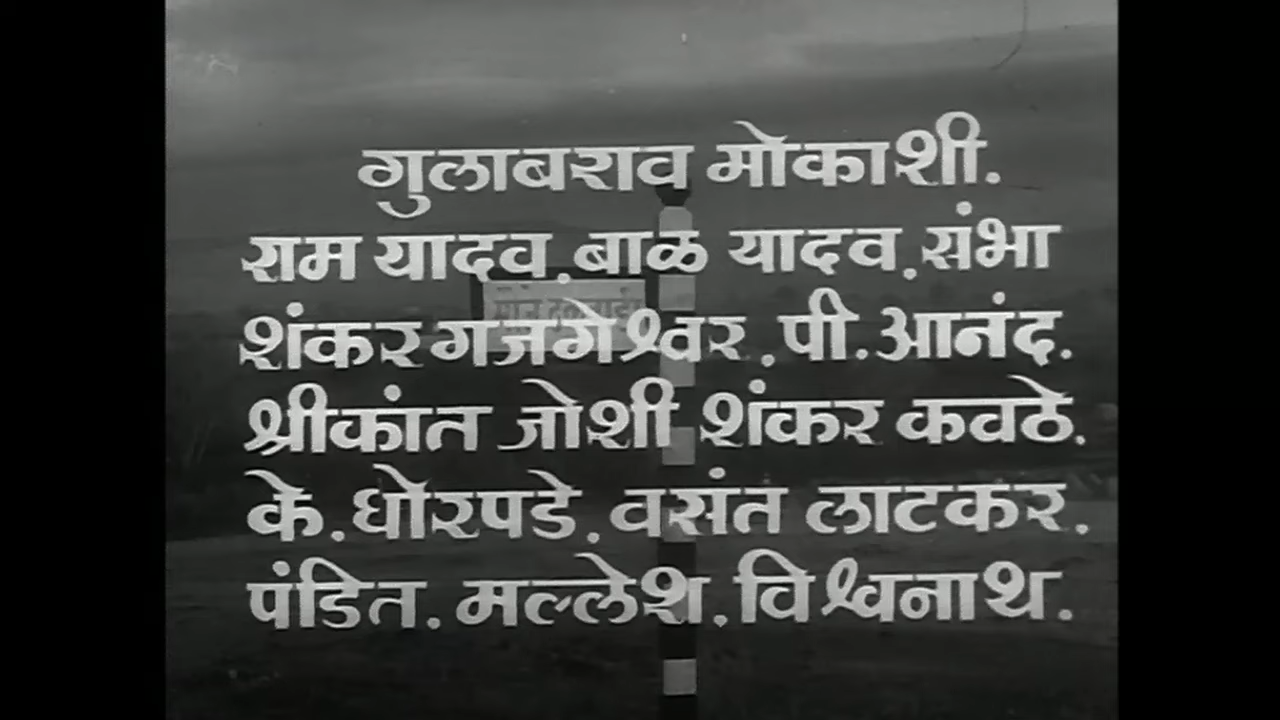 गुलाबराव मोकाशी.
राम यादव. बाळ यादव. संभा
शंकर गजगेश्वर. पी. आनंद.
श्रीकांत जोशी शंकर कवठे.
के. धोरपडे. वसंत लाटकर.
पंडित. मल्लेश. विश्वनाथ.